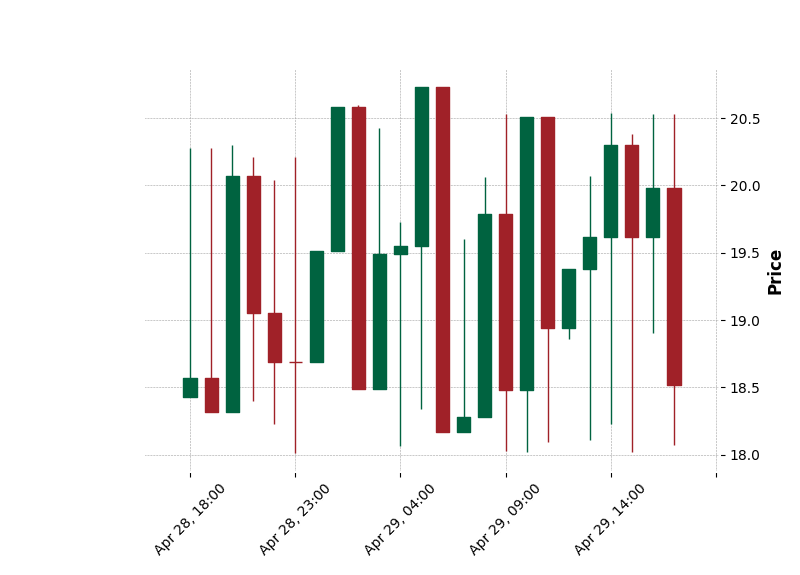 20.5
20.0
19.5
19.0
18.5
18.0
Price
Apr 28, 18:00
Apr 28, 23:00
Apr 29, 04:00
Apr 29, 09:00
Apr 29, 14:00